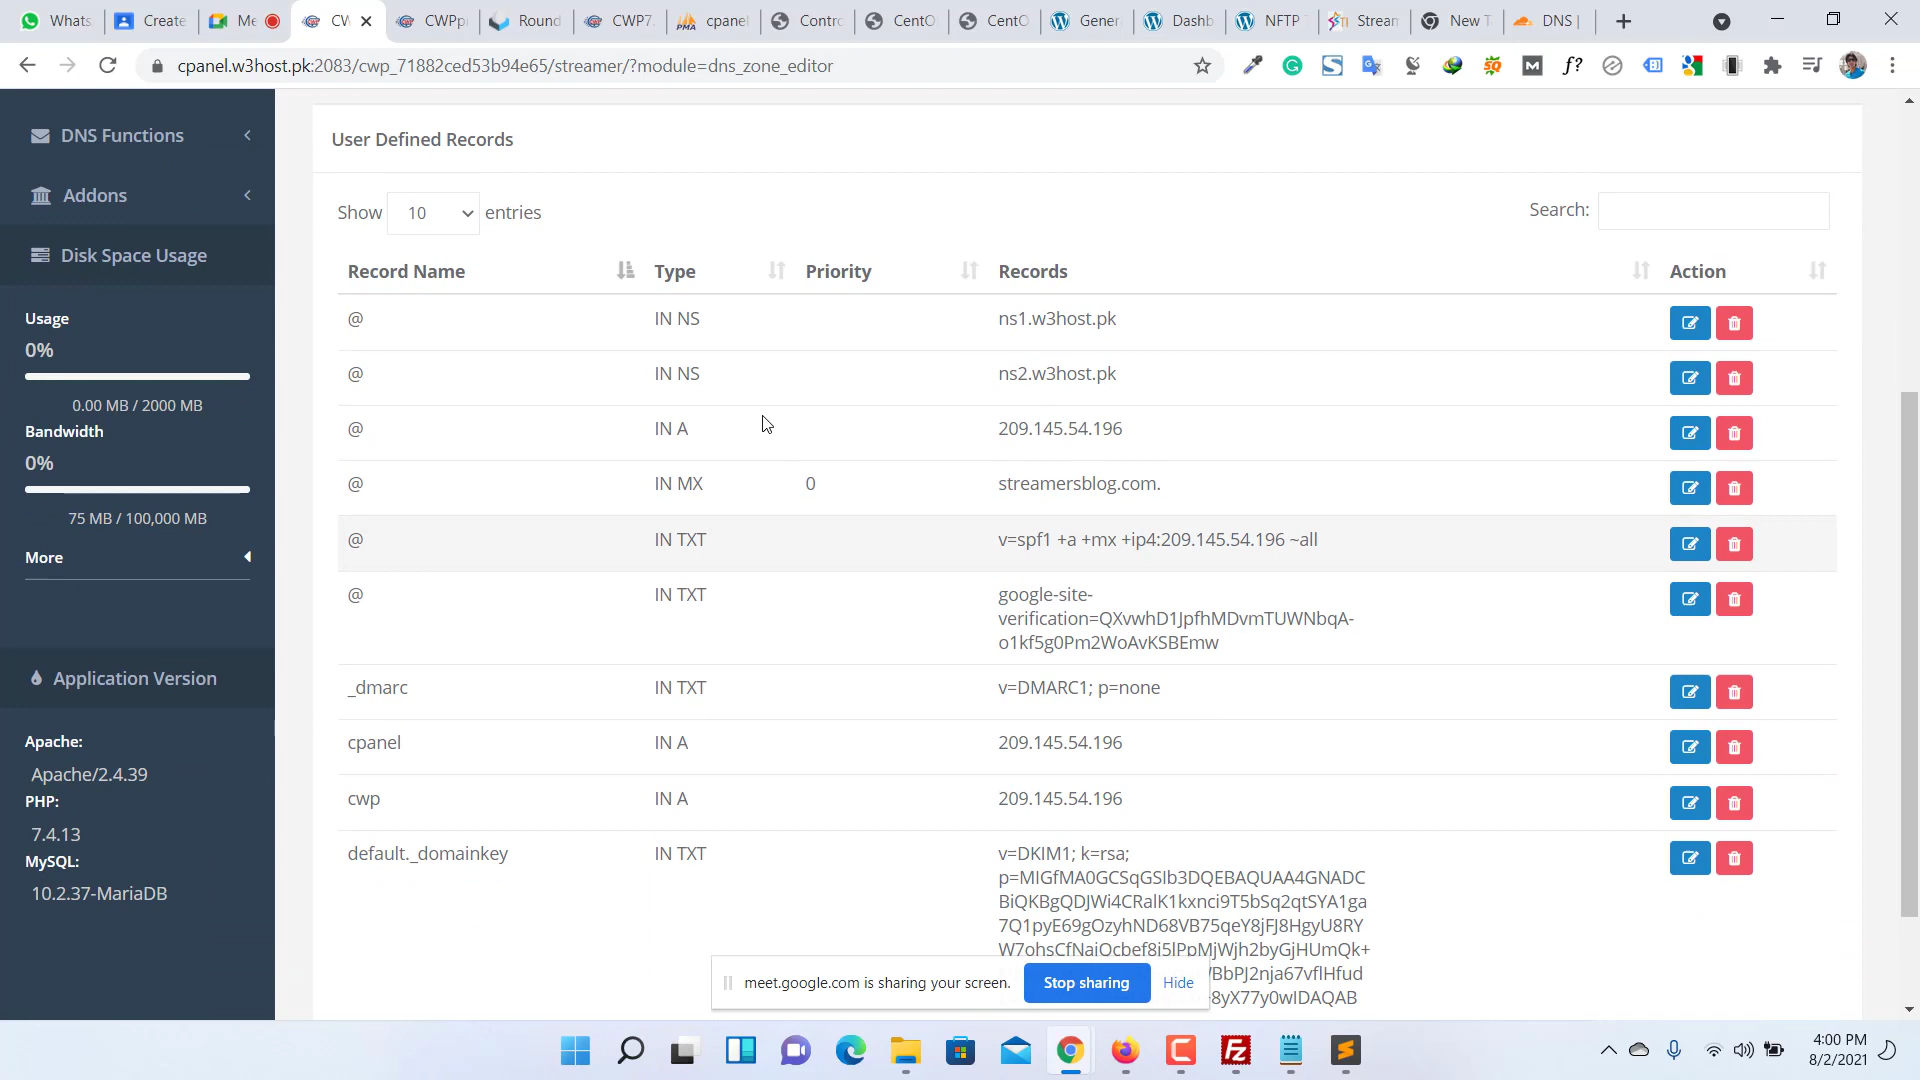 Whats
Create
Me
CW
CWPp
Round
CWP7.
cpanel
Contro
CentO
CentO
Gener
Dashb
NFTP
Stream
New T
DNS |
cpanel.w3host.pk:2083/cwp_71882ced53b94e65/streamer/?module=dns_zone_editor
DNS Functions
Addons
Disk Space Usage
Usage
0%
0.00 MB / 2000 MB
Bandwidth
0%
75 MB / 100,000 MB
More
Application Version
Apache:
Apache/2.4.39
PHP:
7.4.13
MySQL:
10.2.37-MariaDB
User Defined Records
Show 10 entries
Search:
Record Name Type Priority Records Action
@ IN NS ns1.w3host.pk
@ IN NS ns2.w3host.pk
@ IN A 209.145.54.196
@ IN MX 0 streamersblog.com.
@ IN TXT v=spf1 +a +mx +ip4:209.145.54.196 ~all
@ IN TXT google-site-
verification=QXvwhD1JpfhMDvmTUWNbqA-
o1kf5g0Pm2WoAvKSBEmw
_dmarc IN TXT v=DMARC1; p=none
cpanel IN A 209.145.54.196
cwp IN A 209.145.54.196
default._domainkey IN TXT v=DKIM1; k=rsa;
p=MIGfMA0GCSqGSIb3DQEBAQUAA4GNADC
BiQKBgQDJWi4CRalK1kxnci9T5bSq2qtSYA1ga
7Q1pyE69gOzyhND68VB75qeY8jFJ8HgyU8RY
W7ohsCfNaiOcbef8i5lPpMjWjh2byGjHUmQk+
BbPJ2nja67vflHfud
8yX77y0wIDAQAB
meet.google.com is sharing your screen.
Stop sharing
Hide
4:00 PM
8/2/2021